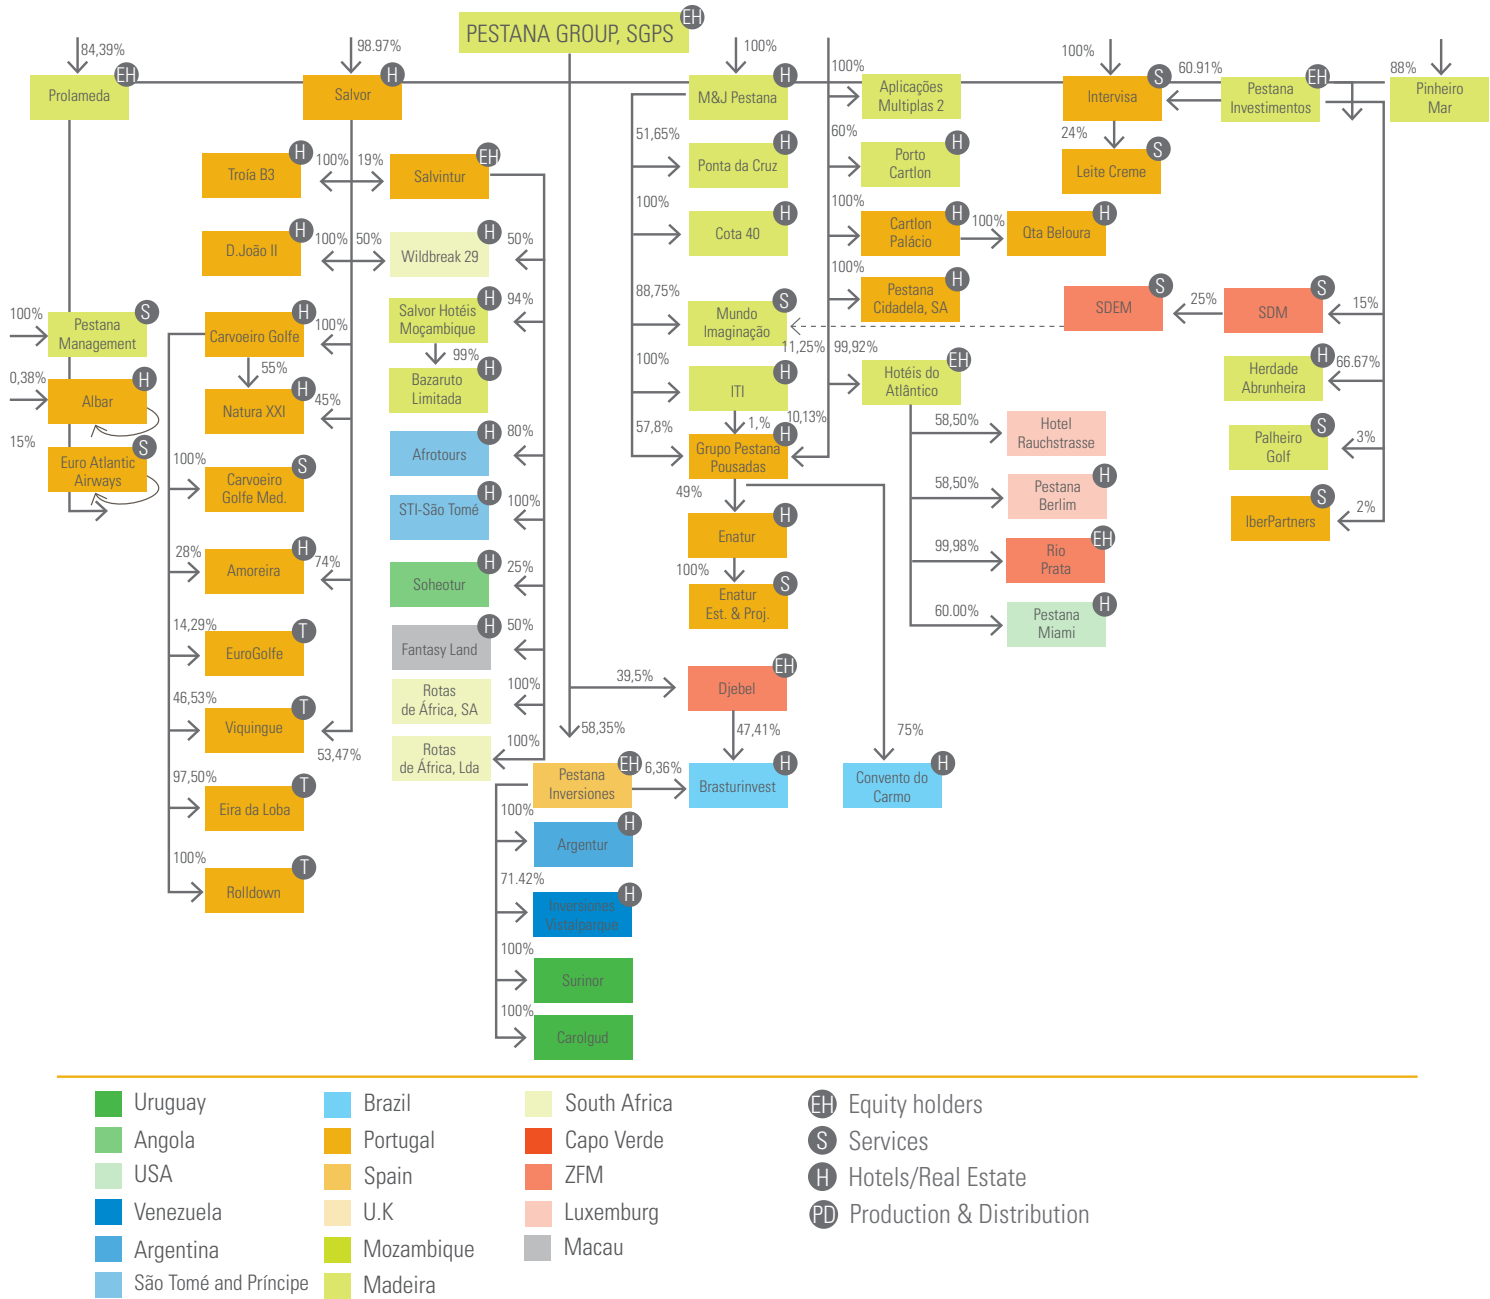 PESTANA GROUP, SGPS
EH
84,39%
98.97%
100%
100%
100%
60.91%
88%
Prolameda
EH
Salvor
H
M&J Pestana
H
Aplicações
Multiplas 2
Intervisa
S
Pestana
Investimentos
EH
Pinheiro
Mar
51,65%
60%
24%
Troía B3
H
100%
19%
Salvintur
EH
Ponta da Cruz
H
Porto
Cartlon
H
Leite Creme
S
100%
100%
D.João II
H
100%
50%
Wildbreak 29
H
50%
Cota 40
H
Cartlon
Palácio
H
100%
Qta Beloura
H
100%
88,75%
Pestana
Cidadela, SA
H
SDEM
S
25%
SDM
S
15%
100%
Pestana
Management
S
Carvoeiro Golfe
H
100%
Salvor Hotéis
Moçambique
H
94%
Mundo
Imaginação
S
11,25%
99,92%
99%
55%
100%
Hotéis do
Atlântico
EH
Herdade
Abrunheira
H
66.67%
0,38%
Albar
H
Natura XXI
H
45%
Bazaruto
Limitada
H
ITI
H
57,8%
1,%
10,13%
58,50%
Hotel
Rauchstrasse
15%
Euro Atlantic
Airways
S
100%
Carvoeiro
Golfe Med.
S
Afrotours
H
80%
Grupo Pestana
Pousadas
H
Palheiro
Golf
S
3%
49%
58,50%
Pestana
Berlim
H
STI-São Tomé
H
100%
Enatur
H
IberPartners
S
2%
28%
Amoreira
H
74%
Soheotur
H
25%
100%
Enatur
Est. & Proj.
S
99,98%
Rio
Prata
EH
60.00%
Pestana
Miami
H
14,29%
EuroGolfe
T
Fantasy Land
H
50%
46,53%
Viquingue
T
53,47%
Rotas
de África, SA
100%
39,5%
Djebel
EH
58,35%
47,41%
75%
Rotas
de África, Lda
100%
97,50%
Eira da Loba
T
Pestana
Inversiones
EH
6,36%
Brasturinvest
H
Convento do
Carmo
H
100%
Rolldown
T
100%
Argentur
H
71.42%
Inversiones
Vistalparque
H
100%
Surinor
100%
Carolgud
Uruguay
Angola
USA
Venezuela
Argentina
São Tomé and Príncipe
Brazil
Portugal
Spain
U.K
Mozambique
Madeira
South Africa
Capo Verde
ZFM
Luxemburg
Macau
EH Equity holders
S Services
H Hotels/Real Estate
PD Production & Distribution